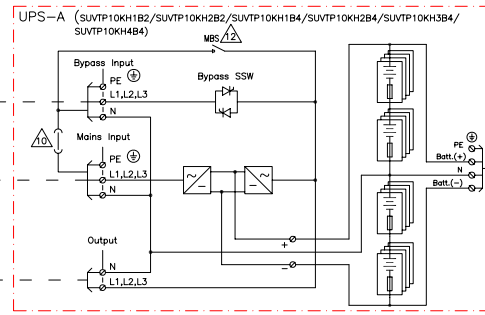 UPS-A (SUVTP10KH1B2/SUVTP10KH2B2/SUVTP10KH1B4/SUVTP10KH2B4/SUVTP10KH3B4/
SUVTP10KH4B4)
MBS 12
Bypass Input
PE
L1,L2,L3
N
Bypass SSW
10
Mains Input
PE
L1,L2,L3
N
PE
Batt.(+)
N
Batt.(-)
Output
N
L1,L2,L3
+
-